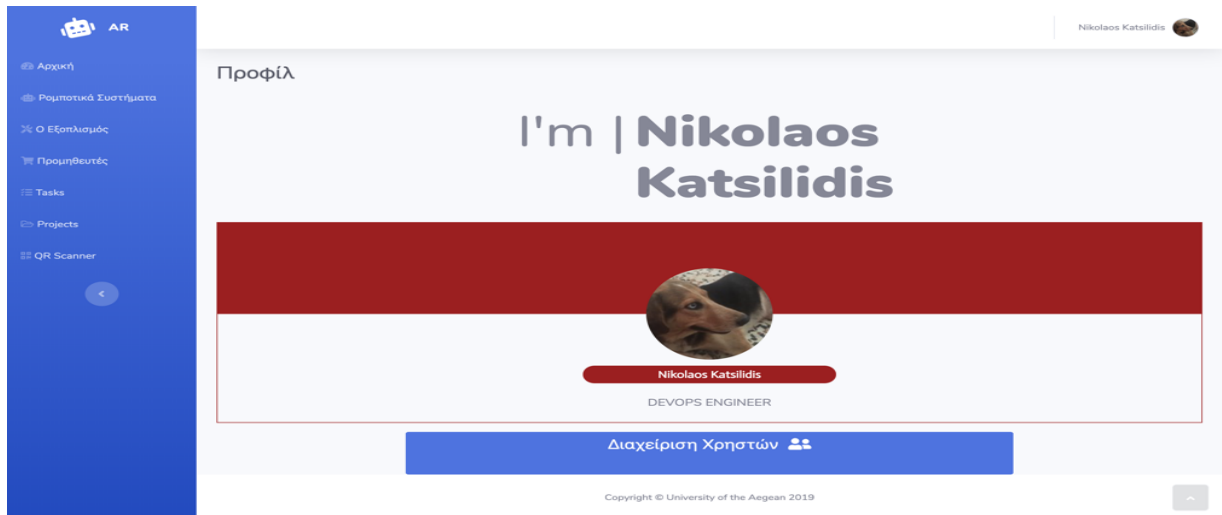 AR
Nikolaos Katsilidis
Αρχική
Ρομποτικά Συστήματα
Ο Εξοπλισμός
Προμηθευτές
Tasks
Projects
QR Scanner
Προφίλ
I'm | Nikolaos
Katsilidis
Nikolaos Katsilidis
DEVOPS ENGINEER
Διαχείριση Χρηστών
Copyright © University of the Aegean 2019